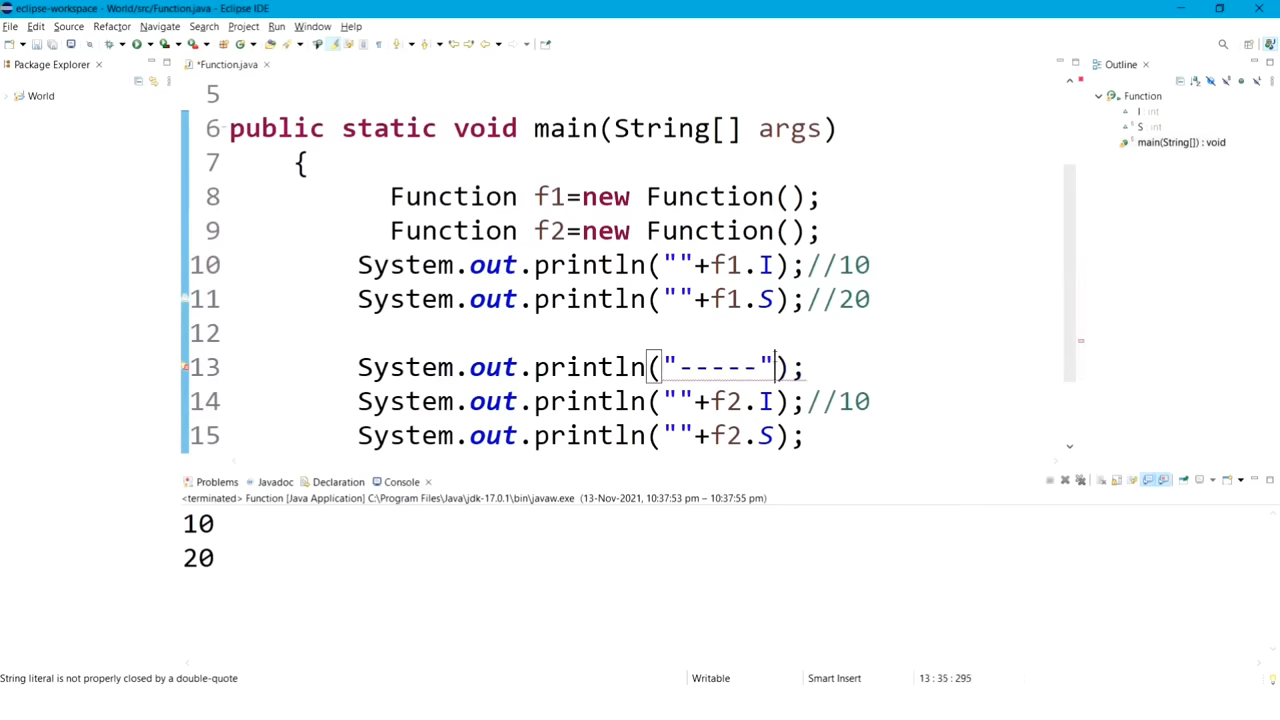 eclipse-workspace - World/src/Function.java - Eclipse IDE
File Edit Source Refactor Navigate Search Project Run Window Help
Package Explorer
*Function.java
Outline
World
Function
I : int
S : int
main(String[]) : void
5
6 public static void main(String[] args)
7 {
8 Function f1=new Function();
9 Function f2=new Function();
10 System.out.println(""+f1.I);//10
11 System.out.println(""+f1.S);//20
12
13 System.out.println("-----");
14 System.out.println(""+f2.I);//10
15 System.out.println(""+f2.S);
Problems Javadoc Declaration Console
<terminated> Function [Java Application] C:\Program Files\Java\jdk-17.0.1\bin\javaw.exe (13-Nov-2021, 10:37:53 pm – 10:37:55 pm)
10
20
String literal is not properly closed by a double-quote
Writable
Smart Insert
13 : 35 : 295